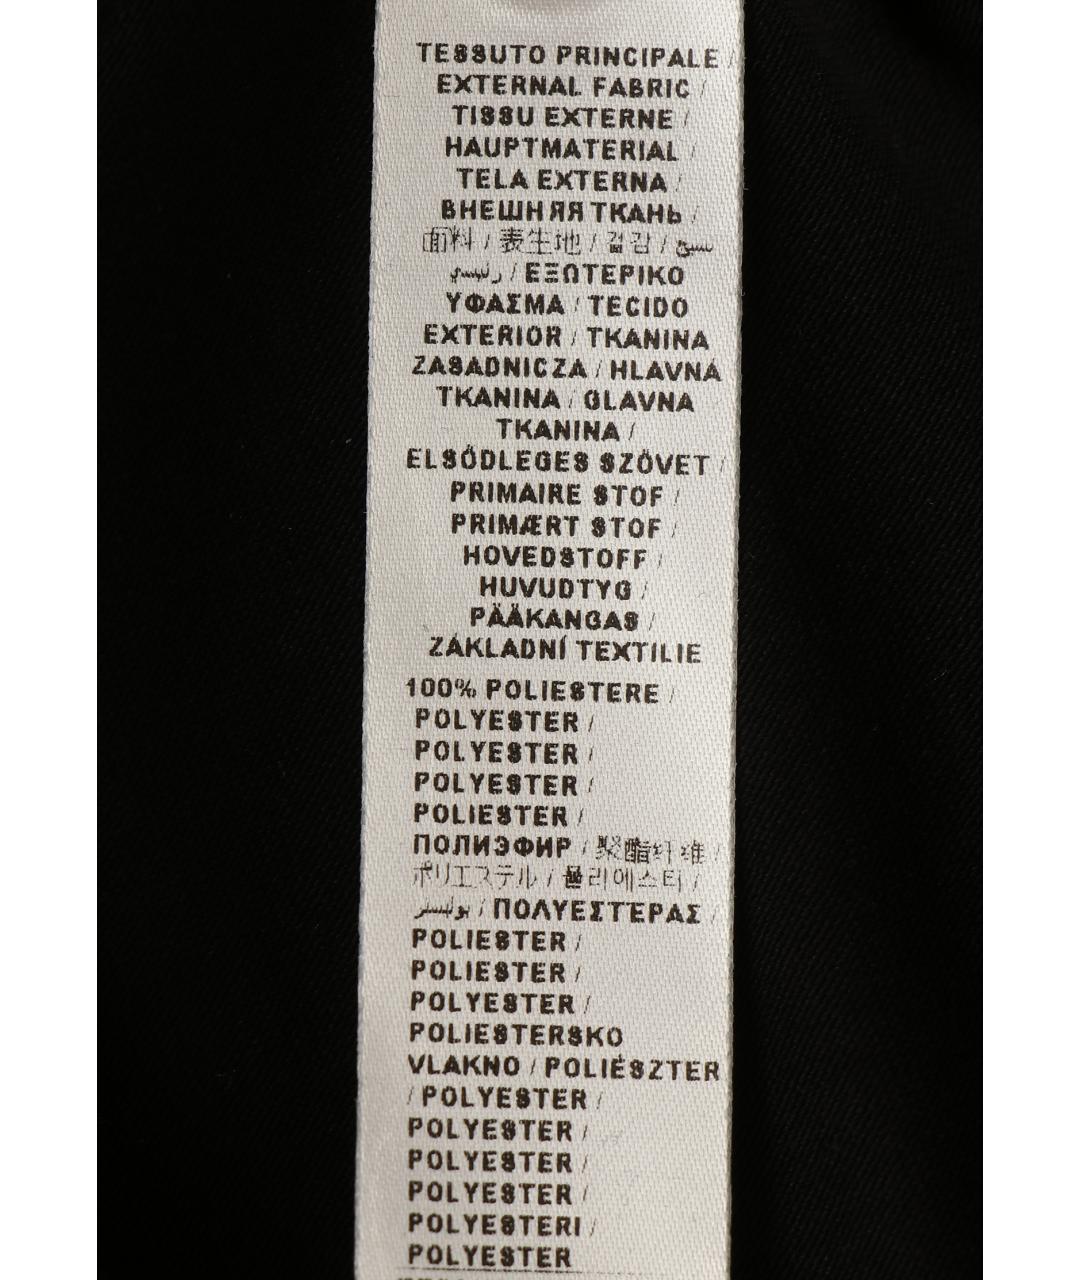 TESSUTO PRINCIPALE /
EXTERNAL FABRIC /
TISSU EXTERNE /
HAUPTMATERIAL /
TELA EXTERNA /
ВНЕШНЯЯ ТКАНЬ /
面料 / 表生地 / 겉감 / نسيج
رئيسي / ΕΞΩΤΕΡΙΚΟ
ΥΦΑΣΜΑ / TECIDO
EXTERIOR / TKANINA
ZASADNICZA / HLAVNÁ
TKANINA / GLAVNA
TKANINA /
ELSŐDLEGES SZÖVET /
PRIMAIRE STOF /
PRIMÆRT STOF /
HOVEDSTOFF /
HUVUDTYG /
PÄÄKANGAS /
ZÁKLADNÍ TEXTILIE
100% POLIESTERE /
POLYESTER /
POLYESTER /
POLYESTER /
POLIESTER /
ПОЛИЭФИР / 聚酯纤维 /
ポリエステル / 폴리에스터 /
بوليستر / ΠΟΛΥΕΣΤΕΡΑΣ /
POLIESTER /
POLIESTER /
POLYESTER /
POLIESTERSKO
VLAKNO / POLIÉSZTER
/ POLYESTER /
POLYESTER /
POLYESTER /
POLYESTER /
POLYESTERI /
POLYESTER